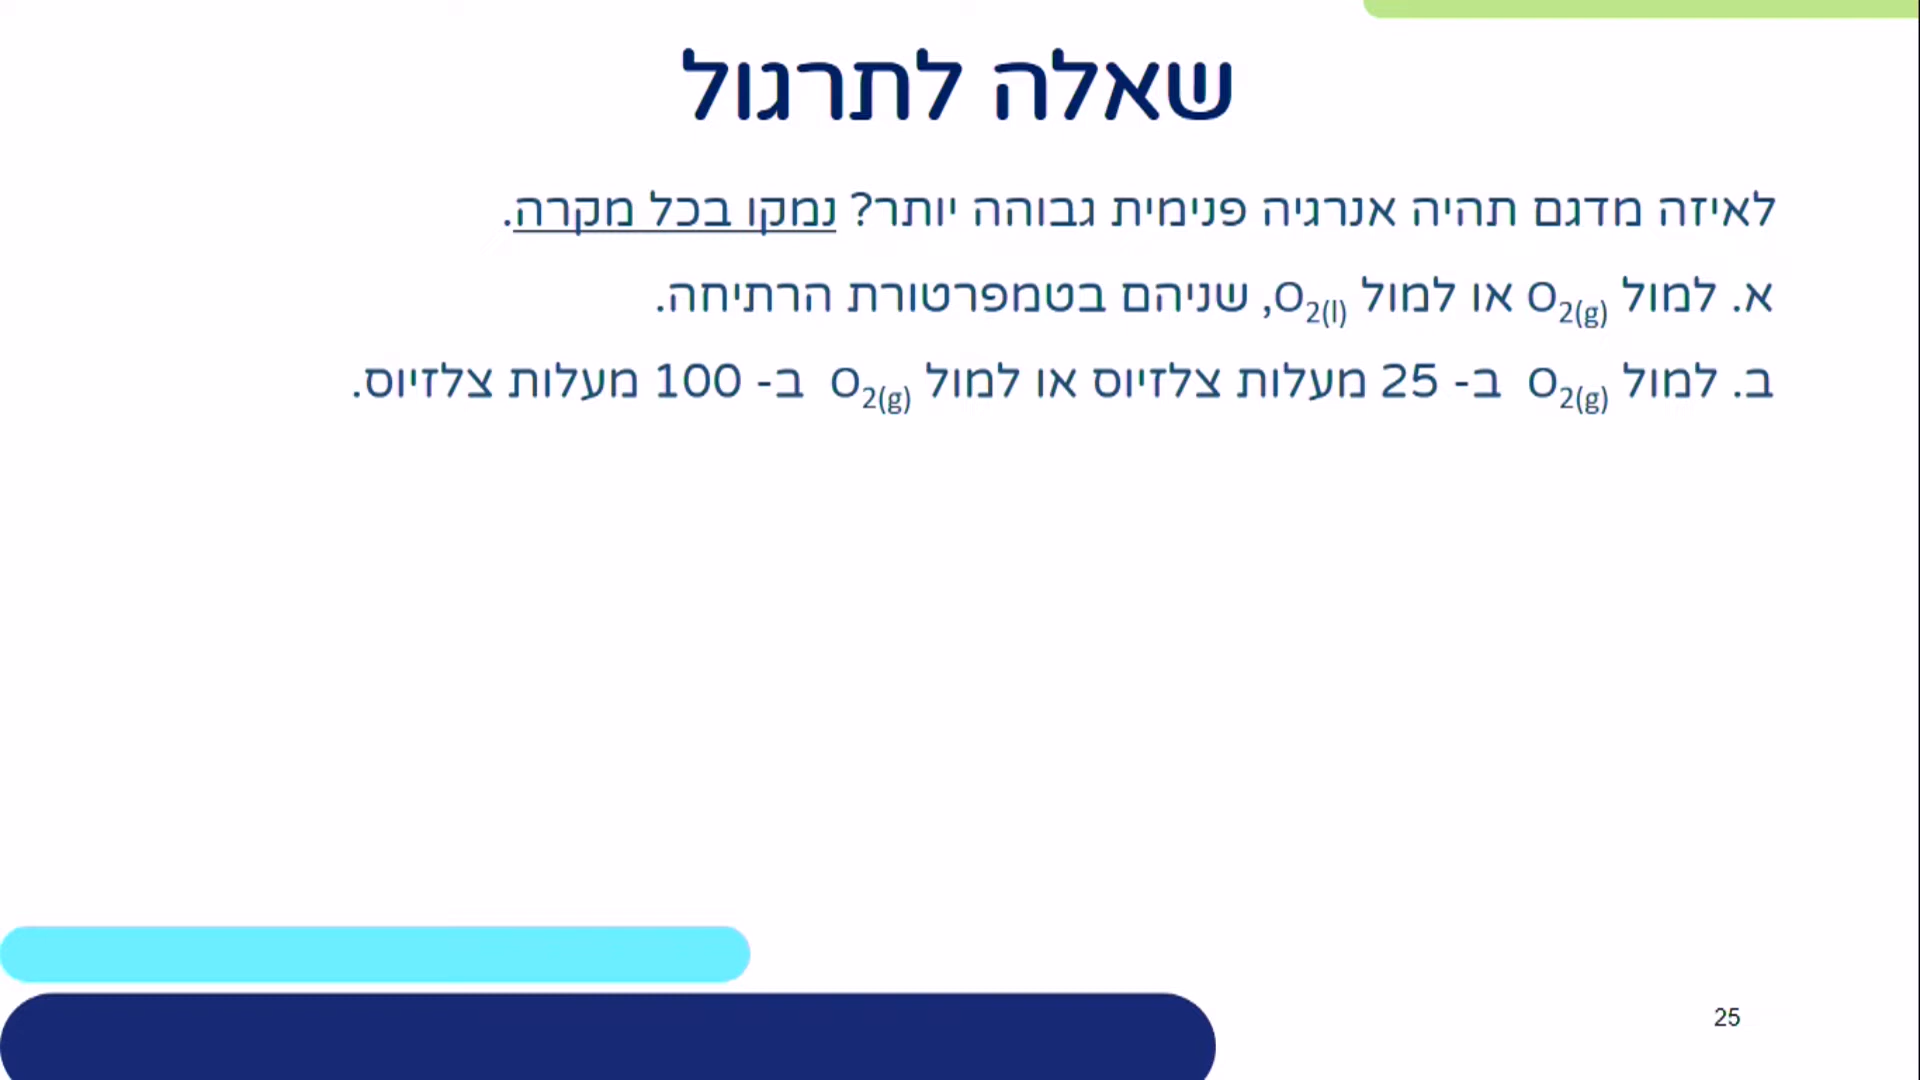 שאלה לתרגול
לאיזה מדגם תהיה אנרגיה פנימית גבוהה יותר? נמקו בכל מקרה.
א. למול O2(g) או למול O2(l), שניהם בטמפרטורת הרתיחה.
ב. למול O2(g) ב- 25 מעלות צלזיוס או למול O2(g) ב- 100 מעלות צלזיוס.
25